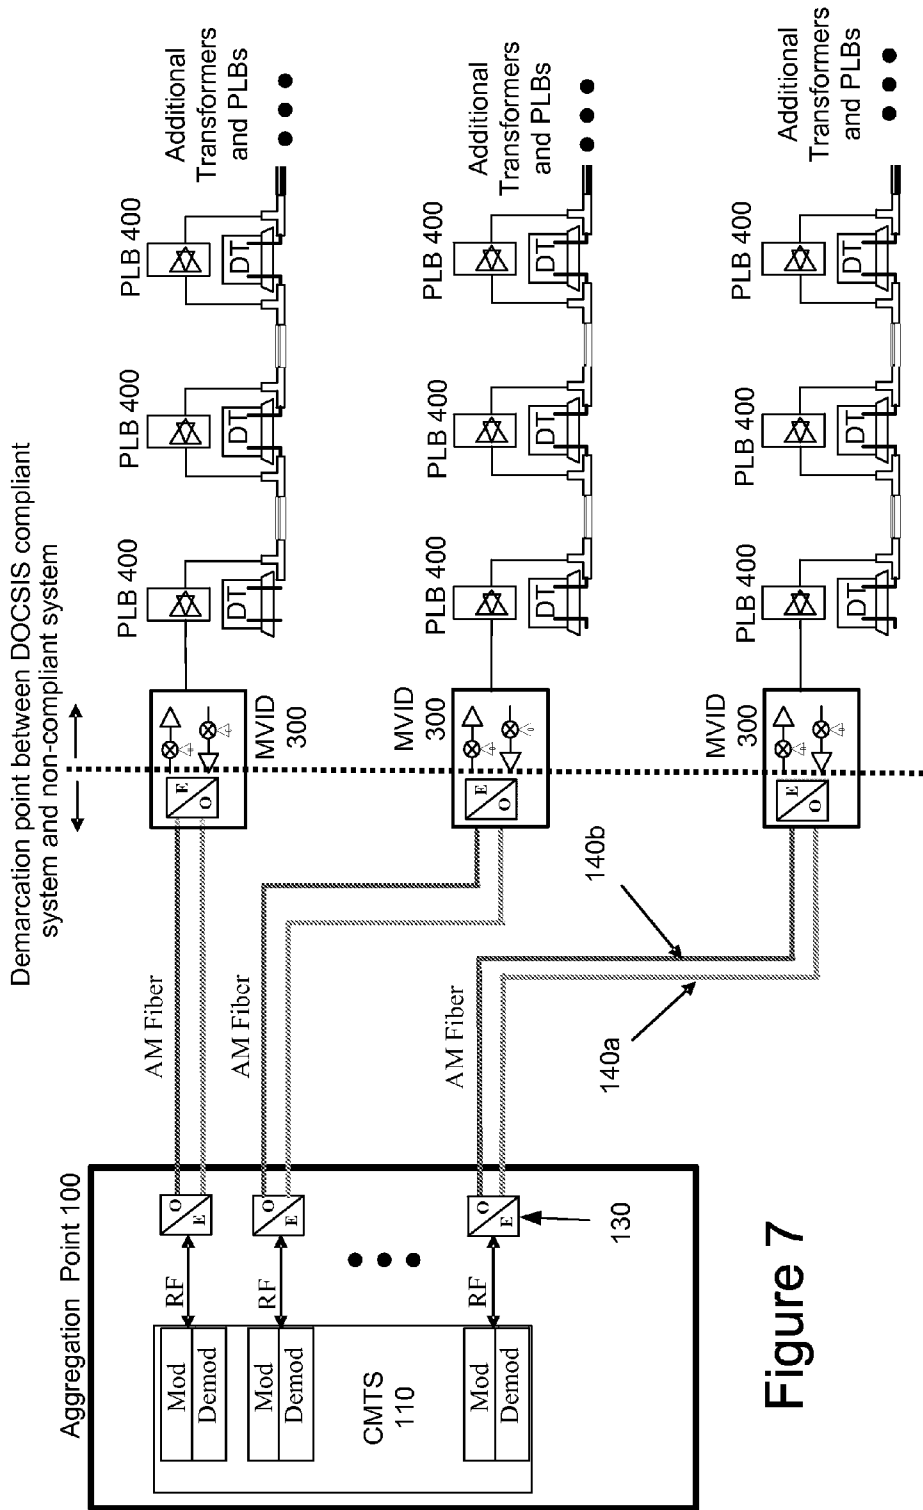 Demarcation point between DOCSIS compliant
system and non-compliant system
Aggregation Point 100
Mod
Demod
RF
O
E
AM Fiber
E
O
MVID
300
PLB 400
DT
PLB 400
DT
PLB 400
DT
Additional
Transformers
and PLBs
Mod
Demod
RF
O
E
AM Fiber
E
O
MVID
300
PLB 400
DT
PLB 400
DT
PLB 400
DT
Additional
Transformers
and PLBs
CMTS
110
Mod
Demod
RF
O
E
130
AM Fiber
140a
140b
E
O
MVID
300
PLB 400
DT
PLB 400
DT
PLB 400
DT
Additional
Transformers
and PLBs
Figure 7